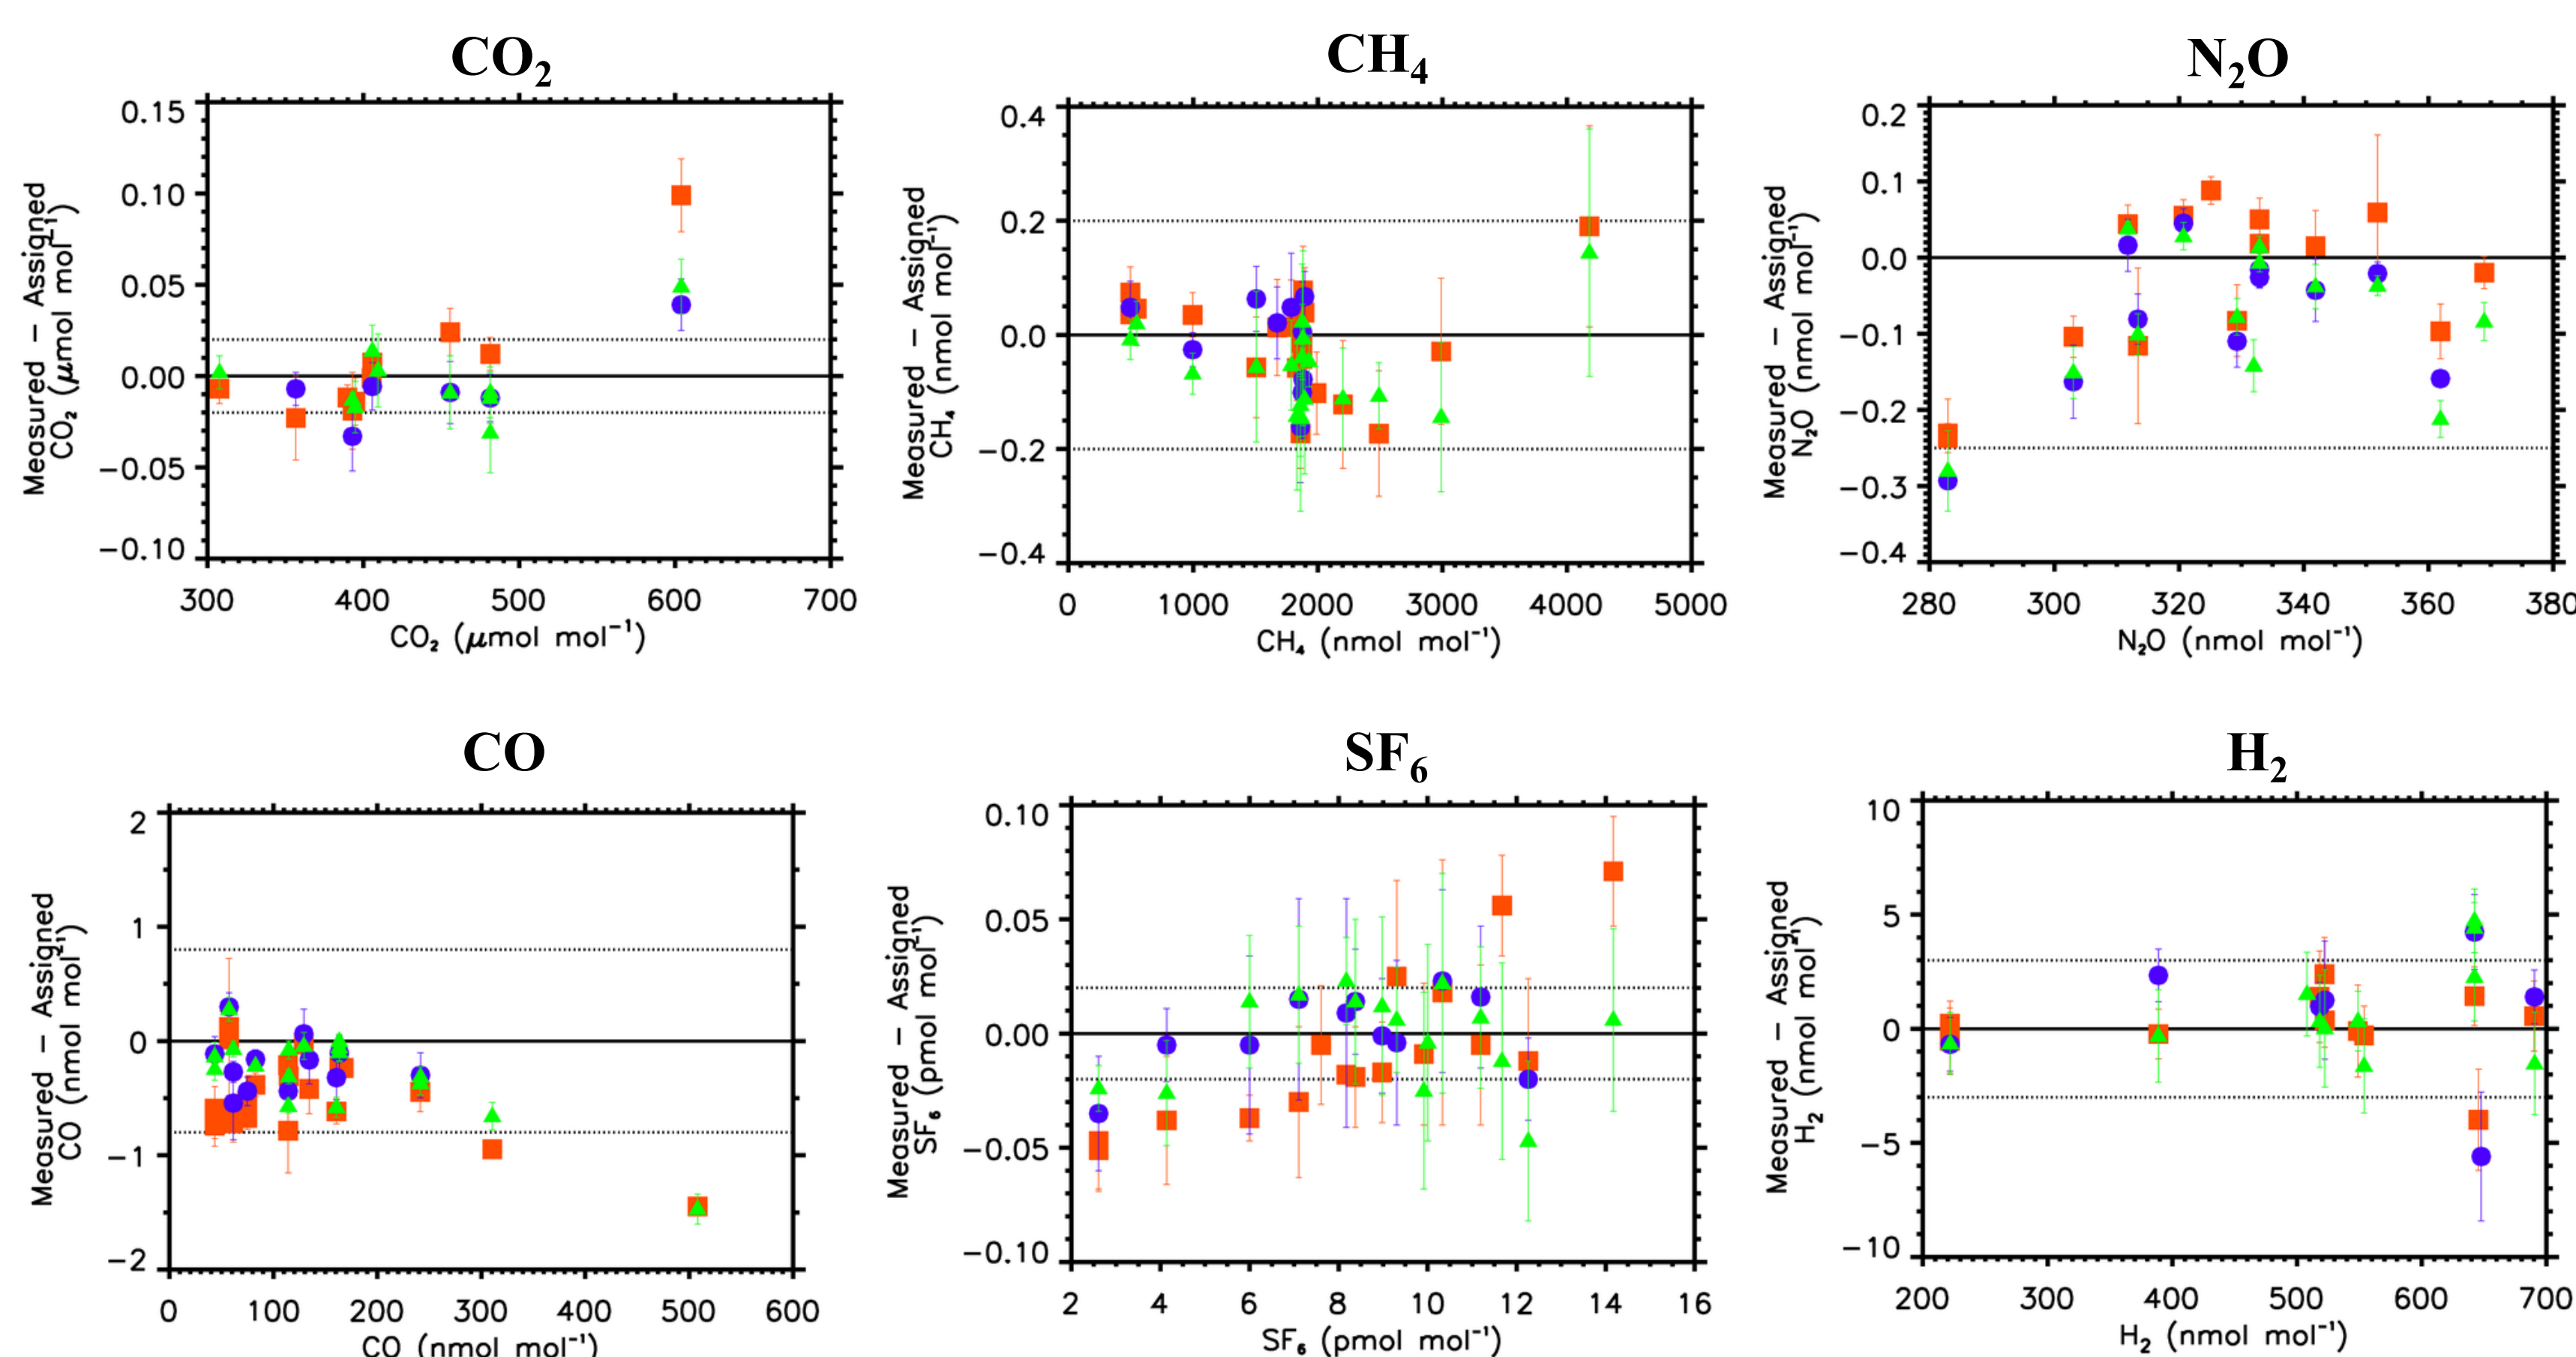 CO₂
CH₄
N₂O
Measured − Assigned
CO₂ (μmol mol⁻¹)
0.15
0.10
0.05
0.00
−0.05
−0.10
300 400 500 600 700
CO₂ (μmol mol⁻¹)
Measured − Assigned
CH₄ (nmol mol⁻¹)
0.4
0.2
0.0
−0.2
−0.4
0 1000 2000 3000 4000 5000
CH₄ (nmol mol⁻¹)
Measured − Assigned
N₂O (nmol mol⁻¹)
0.2
0.1
0.0
−0.1
−0.2
−0.3
−0.4
280 300 320 340 360 380
N₂O (nmol mol⁻¹)
CO
SF₆
H₂
Measured − Assigned
CO (nmol mol⁻¹)
2
1
0
−1
−2
0 100 200 300 400 500 600
CO (nmol mol⁻¹)
Measured − Assigned
SF₆ (pmol mol⁻¹)
0.10
0.05
0.00
−0.05
−0.10
2 4 6 8 10 12 14 16
SF₆ (pmol mol⁻¹)
Measured − Assigned
H₂ (nmol mol⁻¹)
10
5
0
−5
−10
200 300 400 500 600 700
H₂ (nmol mol⁻¹)